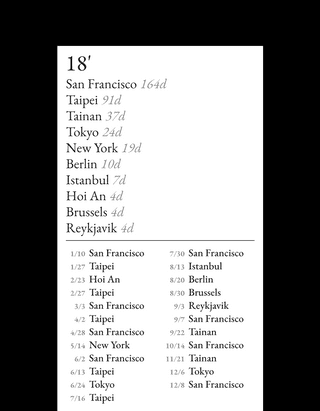 18'
San Francisco 164d
Taipei 91d
Tainan 37d
Tokyo 24d
New York 19d
Berlin 10d
Istanbul 7d
Hoi An 4d
Brussels 4d
Reykjavik 4d
1/10 San Francisco
1/27 Taipei
2/23 Hoi An
2/27 Taipei
3/3 San Francisco
4/2 Taipei
4/28 San Francisco
5/14 New York
6/2 San Francisco
6/13 Taipei
6/24 Tokyo
7/16 Taipei
7/30 San Francisco
8/13 Istanbul
8/20 Berlin
8/30 Brussels
9/3 Reykjavik
9/7 San Francisco
9/22 Tainan
10/14 San Francisco
11/21 Tainan
12/6 Tokyo
12/8 San Francisco